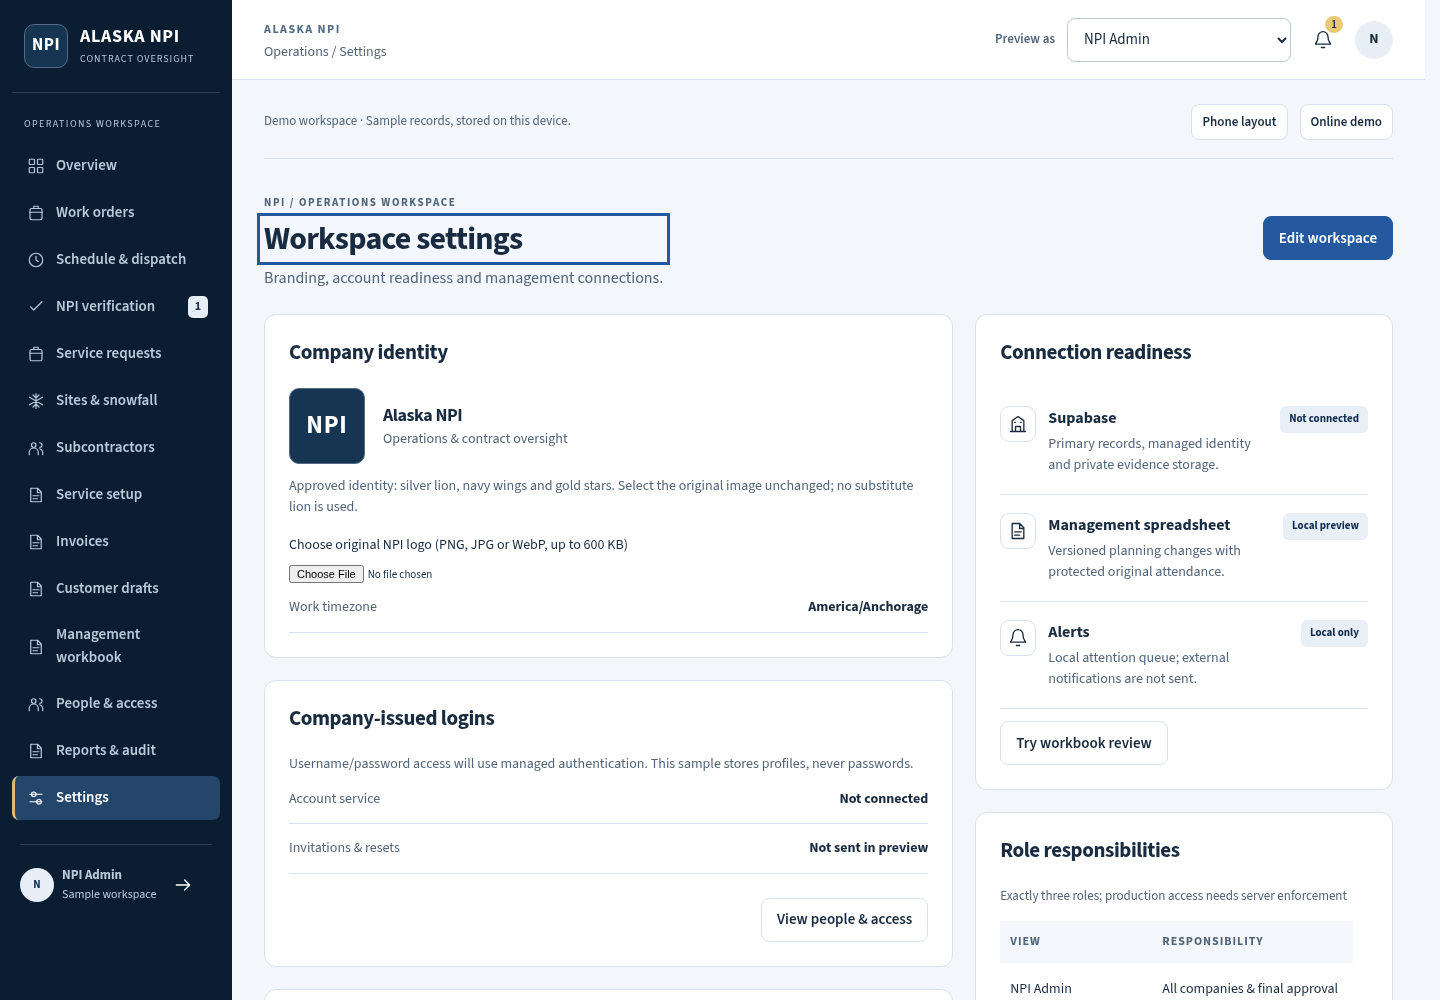 NPI
ALASKA NPI
CONTRACT OVERSIGHT
OPERATIONS WORKSPACE
Overview
Work orders
Schedule & dispatch
NPI verification 1
Service requests
Sites & snowfall
Subcontractors
Service setup
Invoices
Customer drafts
Management
workbook
People & access
Reports & audit
Settings
N
NPI Admin
Sample workspace
ALASKA NPI
Operations / Settings
Preview as
NPI Admin
1
N
Demo workspace · Sample records, stored on this device.
Phone layout
Online demo
NPI / OPERATIONS WORKSPACE
Workspace settings
Branding, account readiness and management connections.
Edit workspace
Company identity
NPI
Alaska NPI
Operations & contract oversight
Approved identity: silver lion, navy wings and gold stars. Select the original image unchanged; no substitute
lion is used.
Choose original NPI logo (PNG, JPG or WebP, up to 600 KB)
Choose File No file chosen
Work timezone America/Anchorage
Company-issued logins
Username/password access will use managed authentication. This sample stores profiles, never passwords.
Account service Not connected
Invitations & resets Not sent in preview
View people & access
Connection readiness
Supabase Not connected
Primary records, managed identity
and private evidence storage.
Management spreadsheet Local preview
Versioned planning changes with
protected original attendance.
Alerts Local only
Local attention queue; external
notifications are not sent.
Try workbook review
Role responsibilities
Exactly three roles; production access needs server enforcement
VIEW RESPONSIBILITY
NPI Admin All companies & final approval